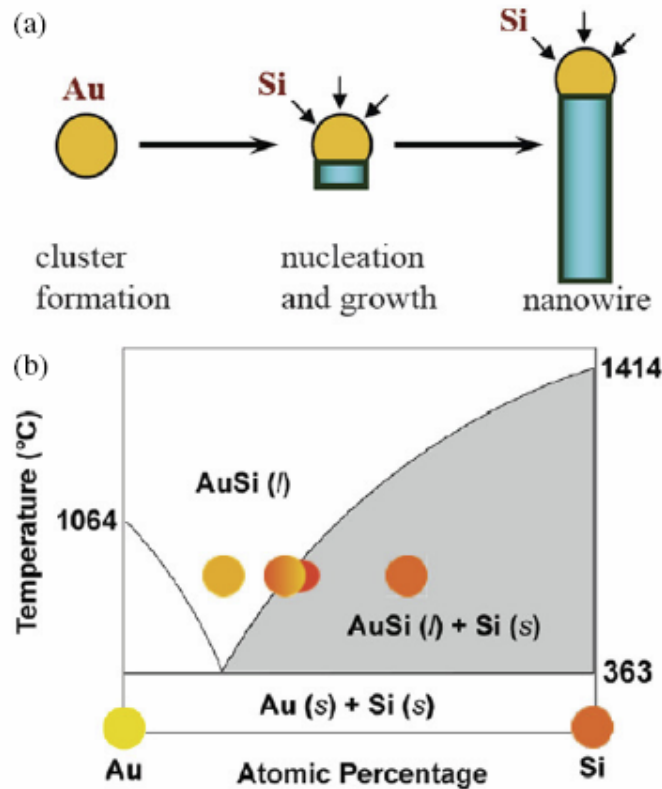 (a)
Au
Si
Si
cluster
formation
nucleation
and growth
nanowire
(b)
Temperature (°C)
1414
1064
AuSi (l)
AuSi (l) + Si (s)
363
Au (s) + Si (s)
Au
Atomic Percentage
Si